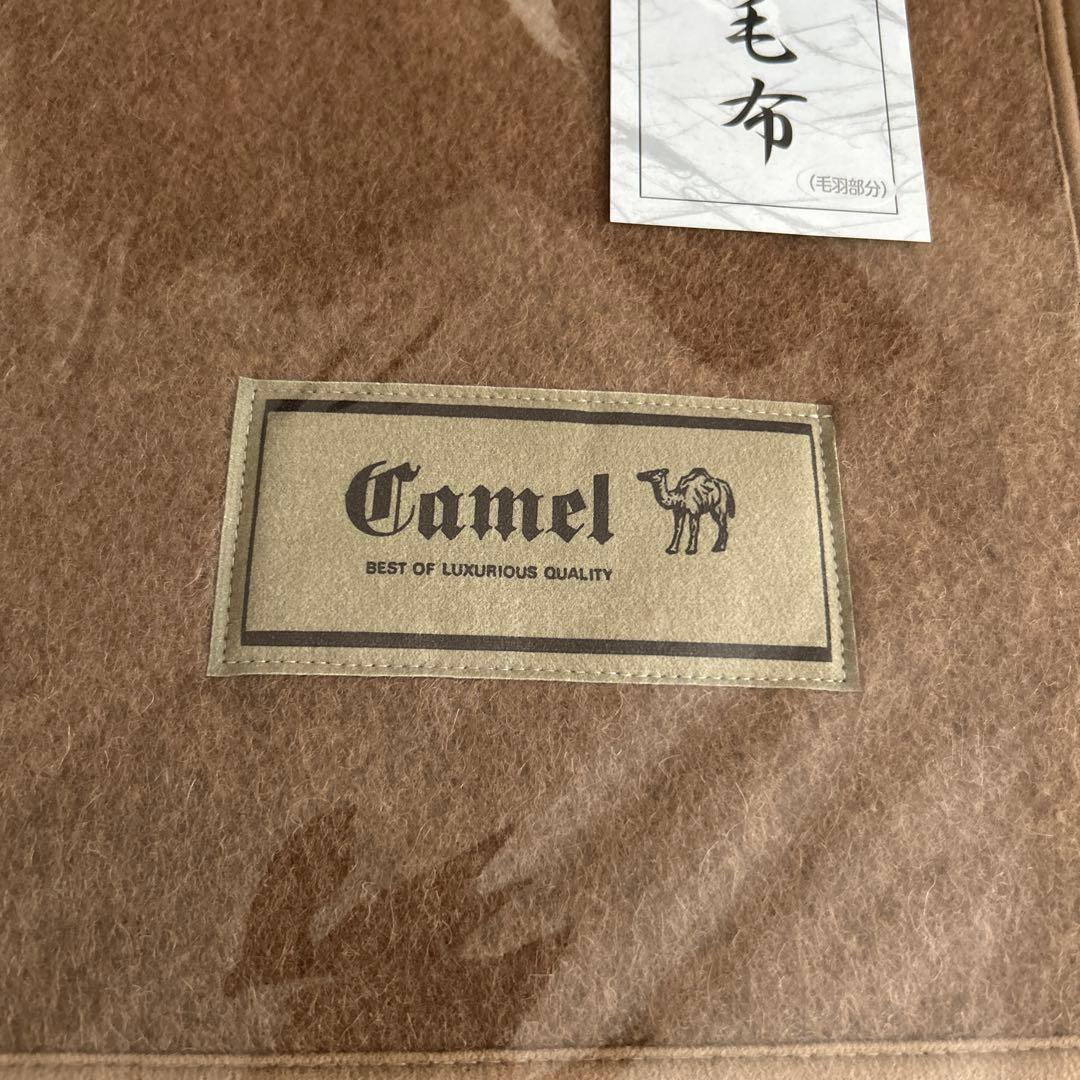 毛布
(毛羽部分)
Camel
BEST OF LUXURIOUS QUALITY